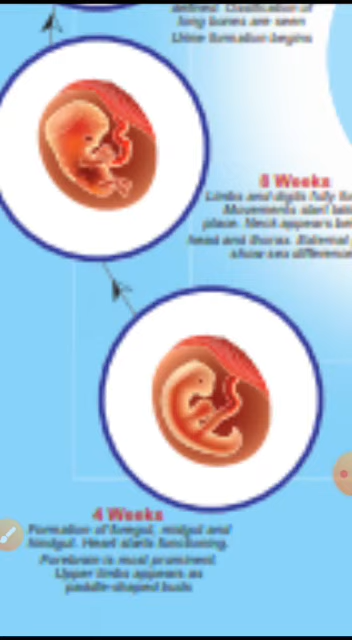 defined. Ossification of
long bones are seen
Urine formation begins
8 Weeks
Limbs and digits fully
Movements start
place. Neck appears
head and thorax. External
show sex difference
4 Weeks
Formation of foregut, midgut and
hindgut. Heart starts functioning.
Forebrain is most prominent
Upper limbs appears as
paddle-shaped buds